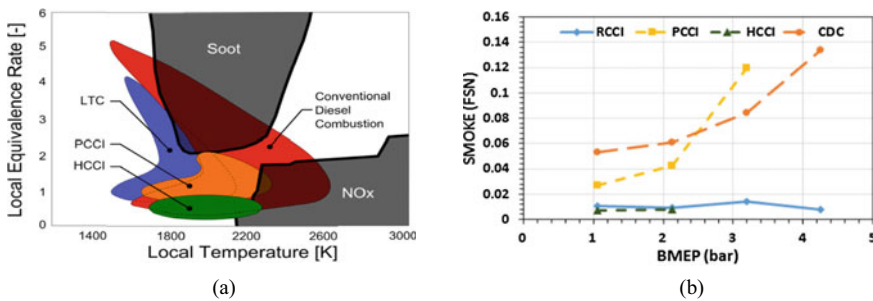 6
5
4
3
2
1
0
Local Equivalence Rate [-]
Soot
LTC
PCCI
HCCI
Conventional
Diesel
Combustion
NOx
1400 1800 2200 2600 3000
Local Temperature [K]
(a)
RCCI PCCI HCCI CDC
0.16
0.14
0.12
0.1
0.08
0.06
0.04
0.02
0
SMOKE (FSN)
0 1 2 3 4 5
BMEP (bar)
(b)